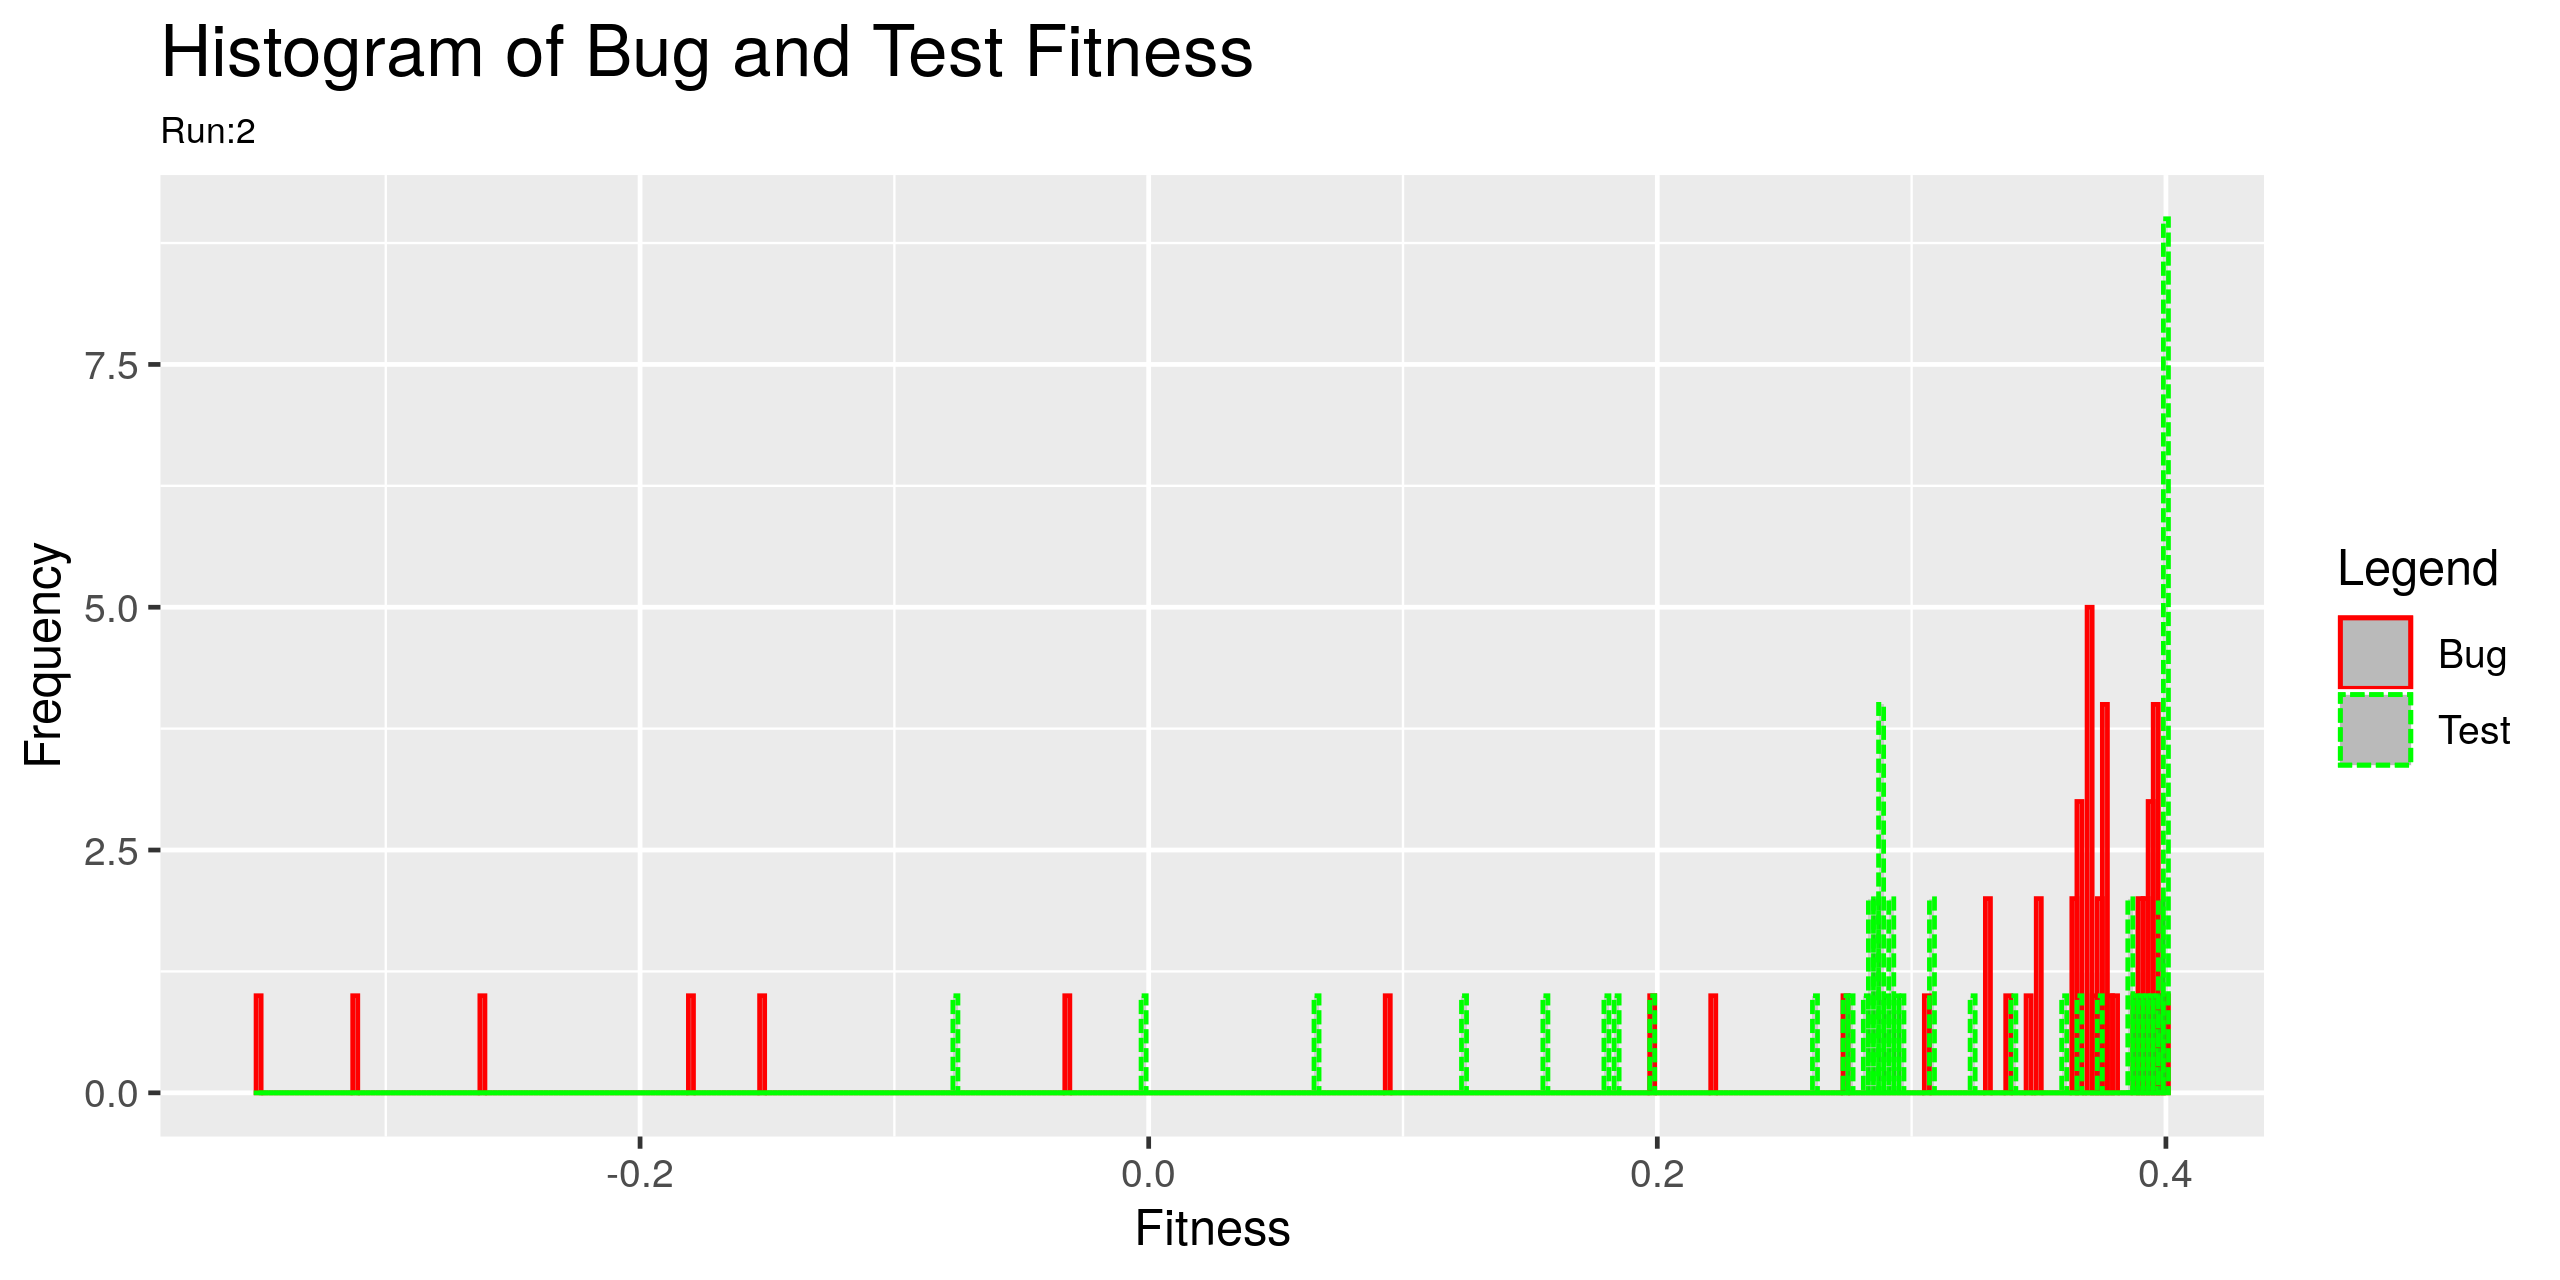 Histogram of Bug and Test Fitness
Run:2
Frequency
7.5
5.0
2.5
0.0
-0.2
0.0
0.2
0.4
Fitness
Legend
Bug
Test